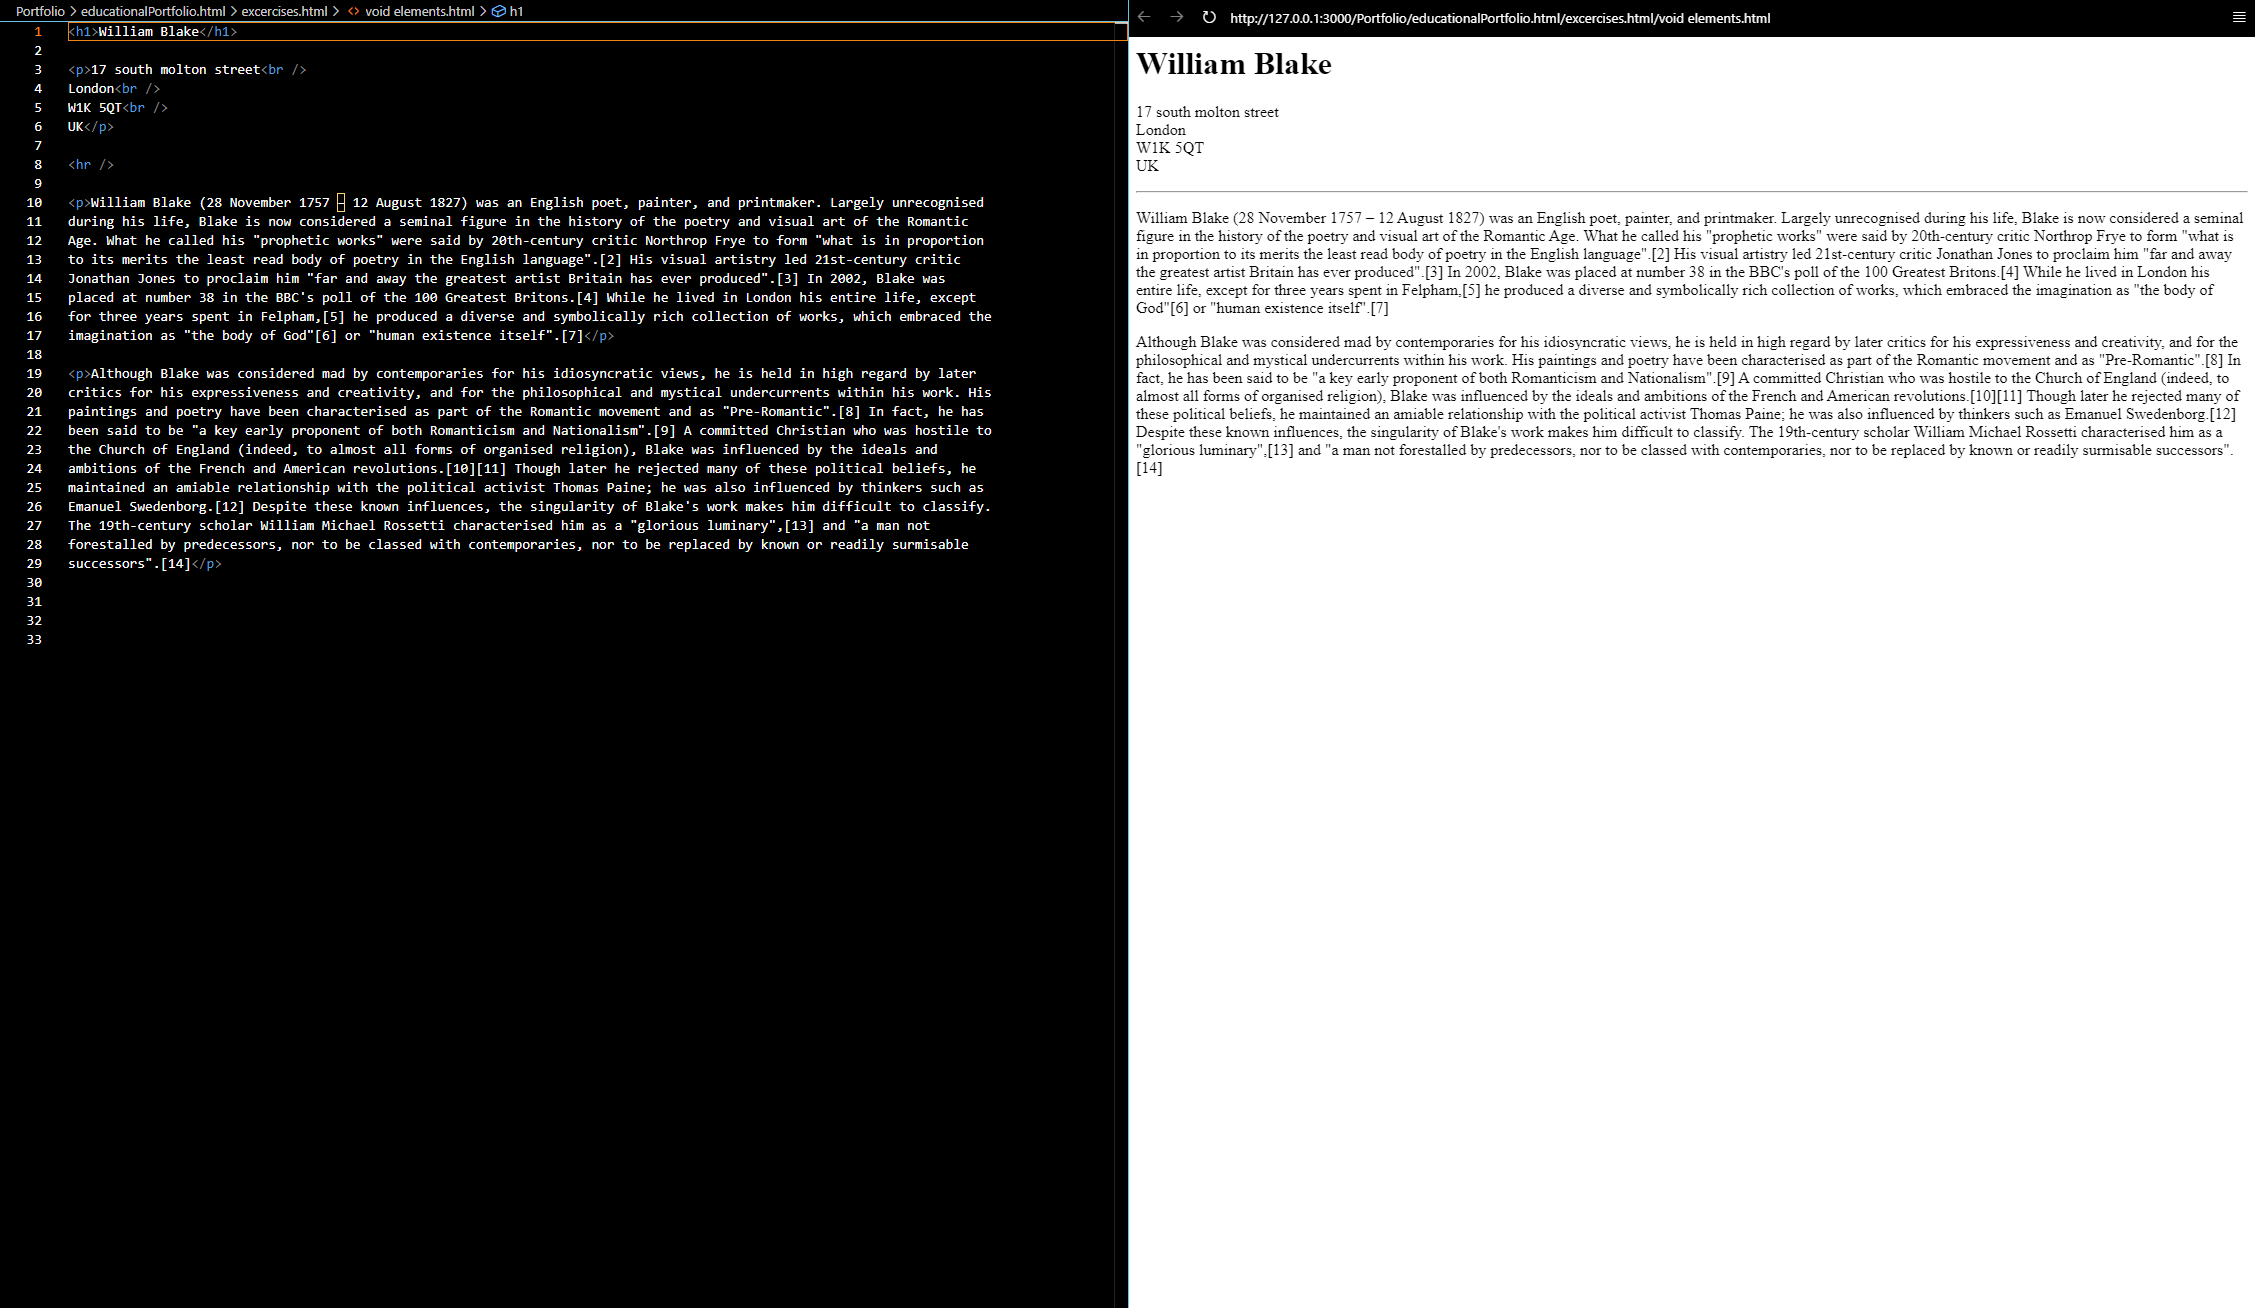 Portfolio > educationalPortfolio.html > excercises.html > <> void elements.html > h1
1 <h1>William Blake</h1>
2
3 <p>17 south molton street<br />
4 London<br />
5 W1K 5QT<br />
6 UK</p>
7
8 <hr />
9
10 <p>William Blake (28 November 1757 – 12 August 1827) was an English poet, painter, and printmaker. Largely unrecognised
11 during his life, Blake is now considered a seminal figure in the history of the poetry and visual art of the Romantic
12 Age. What he called his "prophetic works" were said by 20th-century critic Northrop Frye to form "what is in proportion
13 to its merits the least read body of poetry in the English language".[2] His visual artistry led 21st-century critic
14 Jonathan Jones to proclaim him "far and away the greatest artist Britain has ever produced".[3] In 2002, Blake was
15 placed at number 38 in the BBC's poll of the 100 Greatest Britons.[4] While he lived in London his entire life, except
16 for three years spent in Felpham,[5] he produced a diverse and symbolically rich collection of works, which embraced the
17 imagination as "the body of God"[6] or "human existence itself".[7]</p>
18
19 <p>Although Blake was considered mad by contemporaries for his idiosyncratic views, he is held in high regard by later
20 critics for his expressiveness and creativity, and for the philosophical and mystical undercurrents within his work. His
21 paintings and poetry have been characterised as part of the Romantic movement and as "Pre-Romantic".[8] In fact, he has
22 been said to be "a key early proponent of both Romanticism and Nationalism".[9] A committed Christian who was hostile to
23 the Church of England (indeed, to almost all forms of organised religion), Blake was influenced by the ideals and
24 ambitions of the French and American revolutions.[10][11] Though later he rejected many of these political beliefs, he
25 maintained an amiable relationship with the political activist Thomas Paine; he was also influenced by thinkers such as
26 Emanuel Swedenborg.[12] Despite these known influences, the singularity of Blake's work makes him difficult to classify.
27 The 19th-century scholar William Michael Rossetti characterised him as a "glorious luminary",[13] and "a man not
28 forestalled by predecessors, nor to be classed with contemporaries, nor to be replaced by known or readily surmisable
29 successors".[14]</p>
30
31
32
33
http://127.0.0.1:3000/Portfolio/educationalPortfolio.html/excercises.html/void elements.html
William Blake
17 south molton street
London
W1K 5QT
UK
William Blake (28 November 1757 – 12 August 1827) was an English poet, painter, and printmaker. Largely unrecognised during his life, Blake is now considered a seminal
figure in the history of the poetry and visual art of the Romantic Age. What he called his "prophetic works" were said by 20th-century critic Northrop Frye to form "what is
in proportion to its merits the least read body of poetry in the English language".[2] His visual artistry led 21st-century critic Jonathan Jones to proclaim him "far and away
the greatest artist Britain has ever produced".[3] In 2002, Blake was placed at number 38 in the BBC's poll of the 100 Greatest Britons.[4] While he lived in London his
entire life, except for three years spent in Felpham,[5] he produced a diverse and symbolically rich collection of works, which embraced the imagination as "the body of
God"[6] or "human existence itself".[7]
Although Blake was considered mad by contemporaries for his idiosyncratic views, he is held in high regard by later critics for his expressiveness and creativity, and for the
philosophical and mystical undercurrents within his work. His paintings and poetry have been characterised as part of the Romantic movement and as "Pre-Romantic".[8] In
fact, he has been said to be "a key early proponent of both Romanticism and Nationalism".[9] A committed Christian who was hostile to the Church of England (indeed, to
almost all forms of organised religion), Blake was influenced by the ideals and ambitions of the French and American revolutions.[10][11] Though later he rejected many of
these political beliefs, he maintained an amiable relationship with the political activist Thomas Paine; he was also influenced by thinkers such as Emanuel Swedenborg.[12]
Despite these known influences, the singularity of Blake's work makes him difficult to classify. The 19th-century scholar William Michael Rossetti characterised him as a
"glorious luminary",[13] and "a man not forestalled by predecessors, nor to be classed with contemporaries, nor to be replaced by known or readily surmisable successors".
[14]